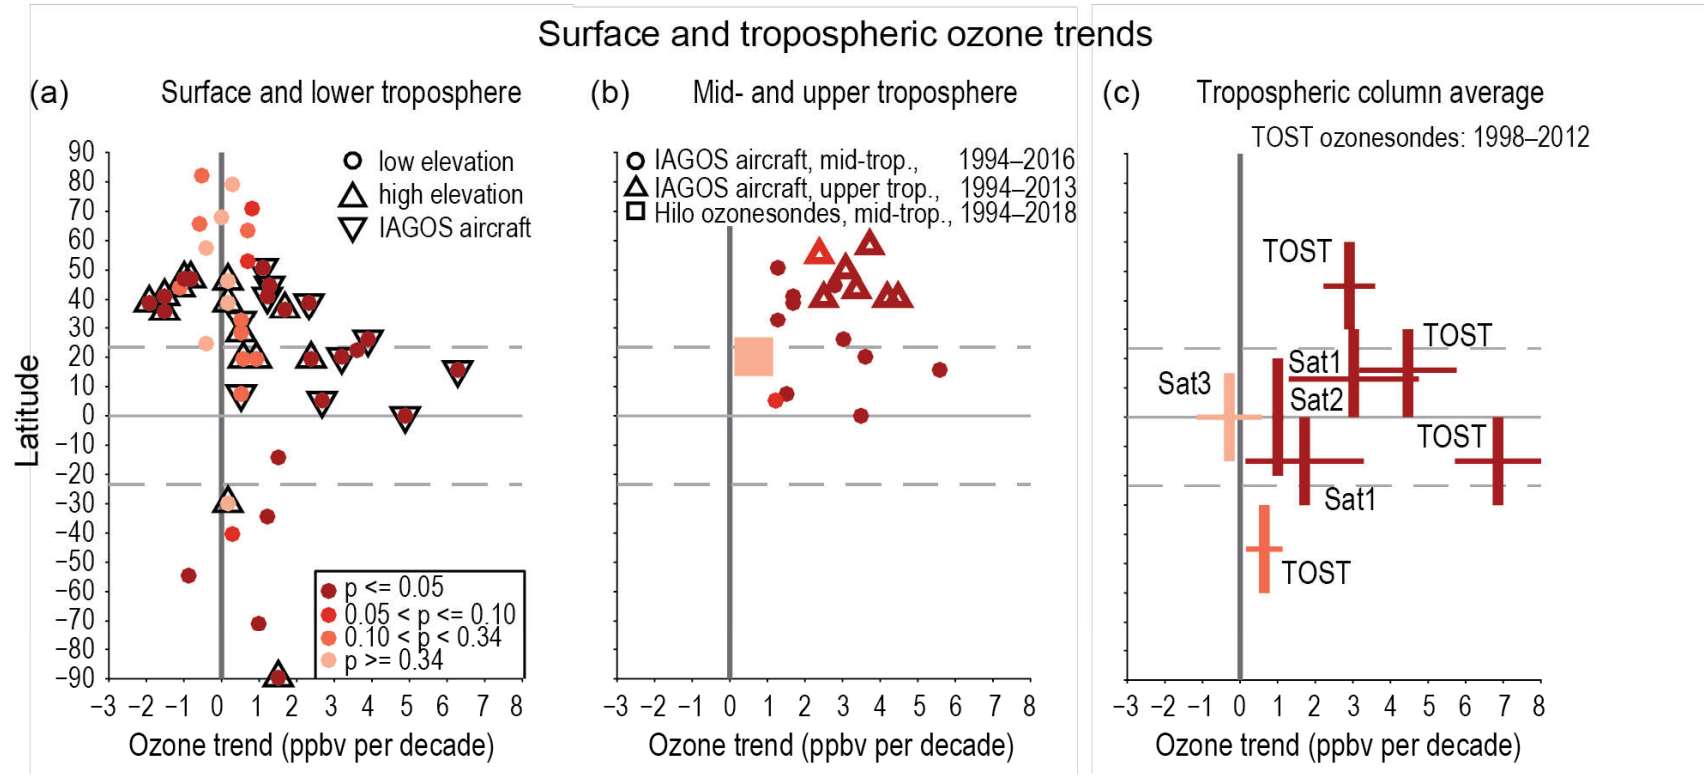 Surface and tropospheric ozone trends
(a) Surface and lower troposphere
low elevation
high elevation
IAGOS aircraft
90
80
70
60
50
40
30
20
10
0
−10
−20
−30
−40
−50
−60
−70
−80
−90
Latitude
p <= 0.05
0.05 < p <= 0.10
0.10 < p < 0.34
p >= 0.34
−3 −2 −1 0 1 2 3 4 5 6 7 8
Ozone trend (ppbv per decade)
(b) Mid- and upper troposphere
IAGOS aircraft, mid-trop., 1994–2016
IAGOS aircraft, upper trop., 1994–2013
Hilo ozonesondes, mid-trop., 1994–2018
−3 −2 −1 0 1 2 3 4 5 6 7 8
Ozone trend (ppbv per decade)
(c) Tropospheric column average
TOST ozonesondes: 1998–2012
TOST
TOST
Sat1
Sat3
Sat2
TOST
Sat1
TOST
−3 −2 −1 0 1 2 3 4 5 6 7 8
Ozone trend (ppbv per decade)